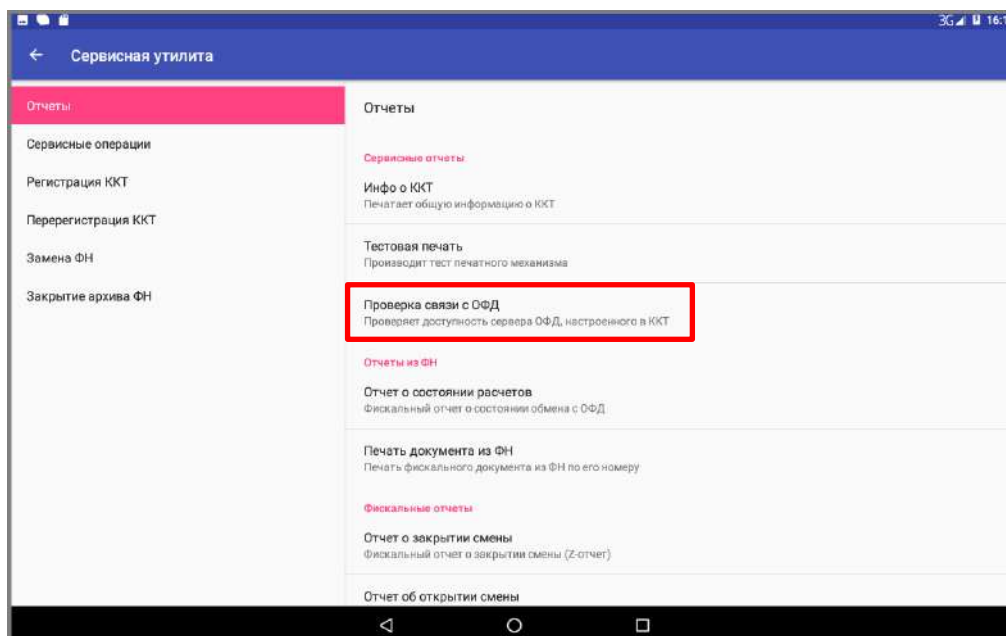 3G 16:1
Сервисная утилита
Отчеты
Сервисные операции
Регистрация ККТ
Перерегистрация ККТ
Замена ФН
Закрытие архива ФН
Отчеты
Сервисные отчеты
Инфо о ККТ
Печатает общую информацию о ККТ
Тестовая печать
Производит тест печатного механизма
Проверка связи с ОФД
Проверяет доступность сервера ОФД, настроенного в ККТ
Отчеты из ФН
Отчет о состоянии расчетов
Фискальный отчет о состоянии обмена с ОФД
Печать документа из ФН
Печать фискального документа из ФН по его номеру
Фискальные отчеты
Отчет о закрытии смены
Фискальный отчет о закрытии смены (Z-отчет)
Отчет об открытии смены